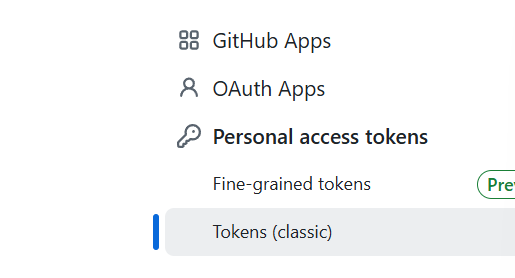 GitHub Apps
OAuth Apps
Personal access tokens
Fine-grained tokens
Tokens (classic)